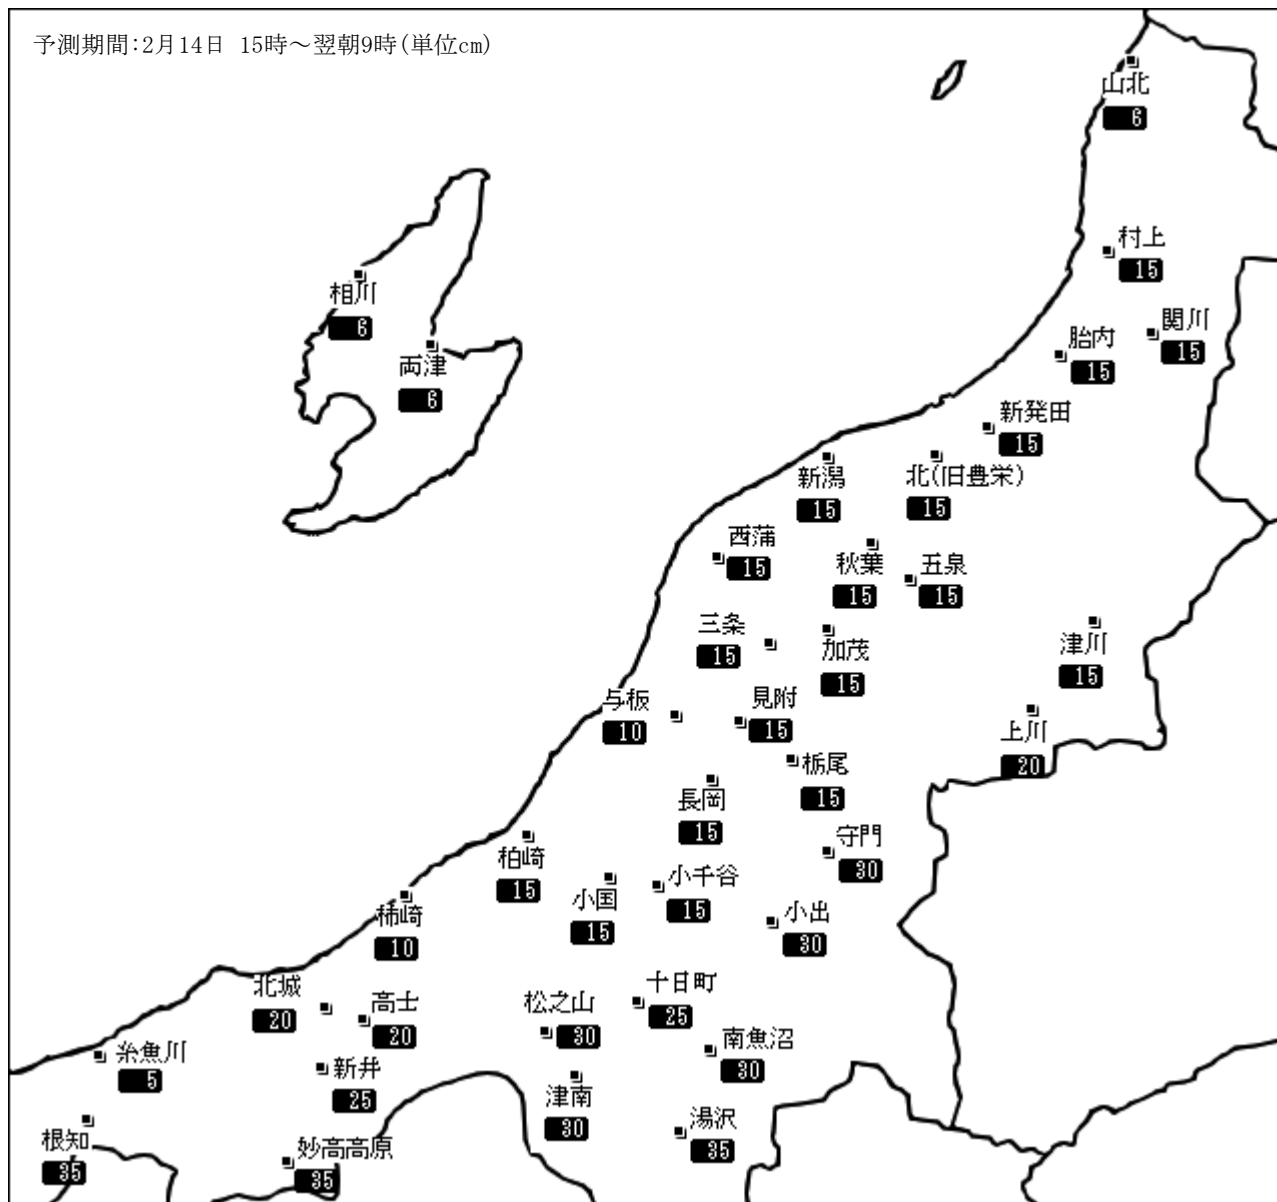 予測期間:2月14日 15時～翌朝9時(単位cm)
山北
6
村上
15
相川
6
関川
15
胎内
15
両津
6
新発田
15
新潟
15
北(旧豊栄)
15
西蒲
15
秋葉
15
五泉
15
三条
15
加茂
15
津川
15
与板
10
見附
15
上川
20
栃尾
15
長岡
15
守門
30
柏崎
15
小国
15
小千谷
15
小出
30
柿崎
10
北城
20
高士
20
松之山
30
十日町
25
南魚沼
30
糸魚川
5
新井
25
津南
30
湯沢
35
根知
35
妙高高原
35